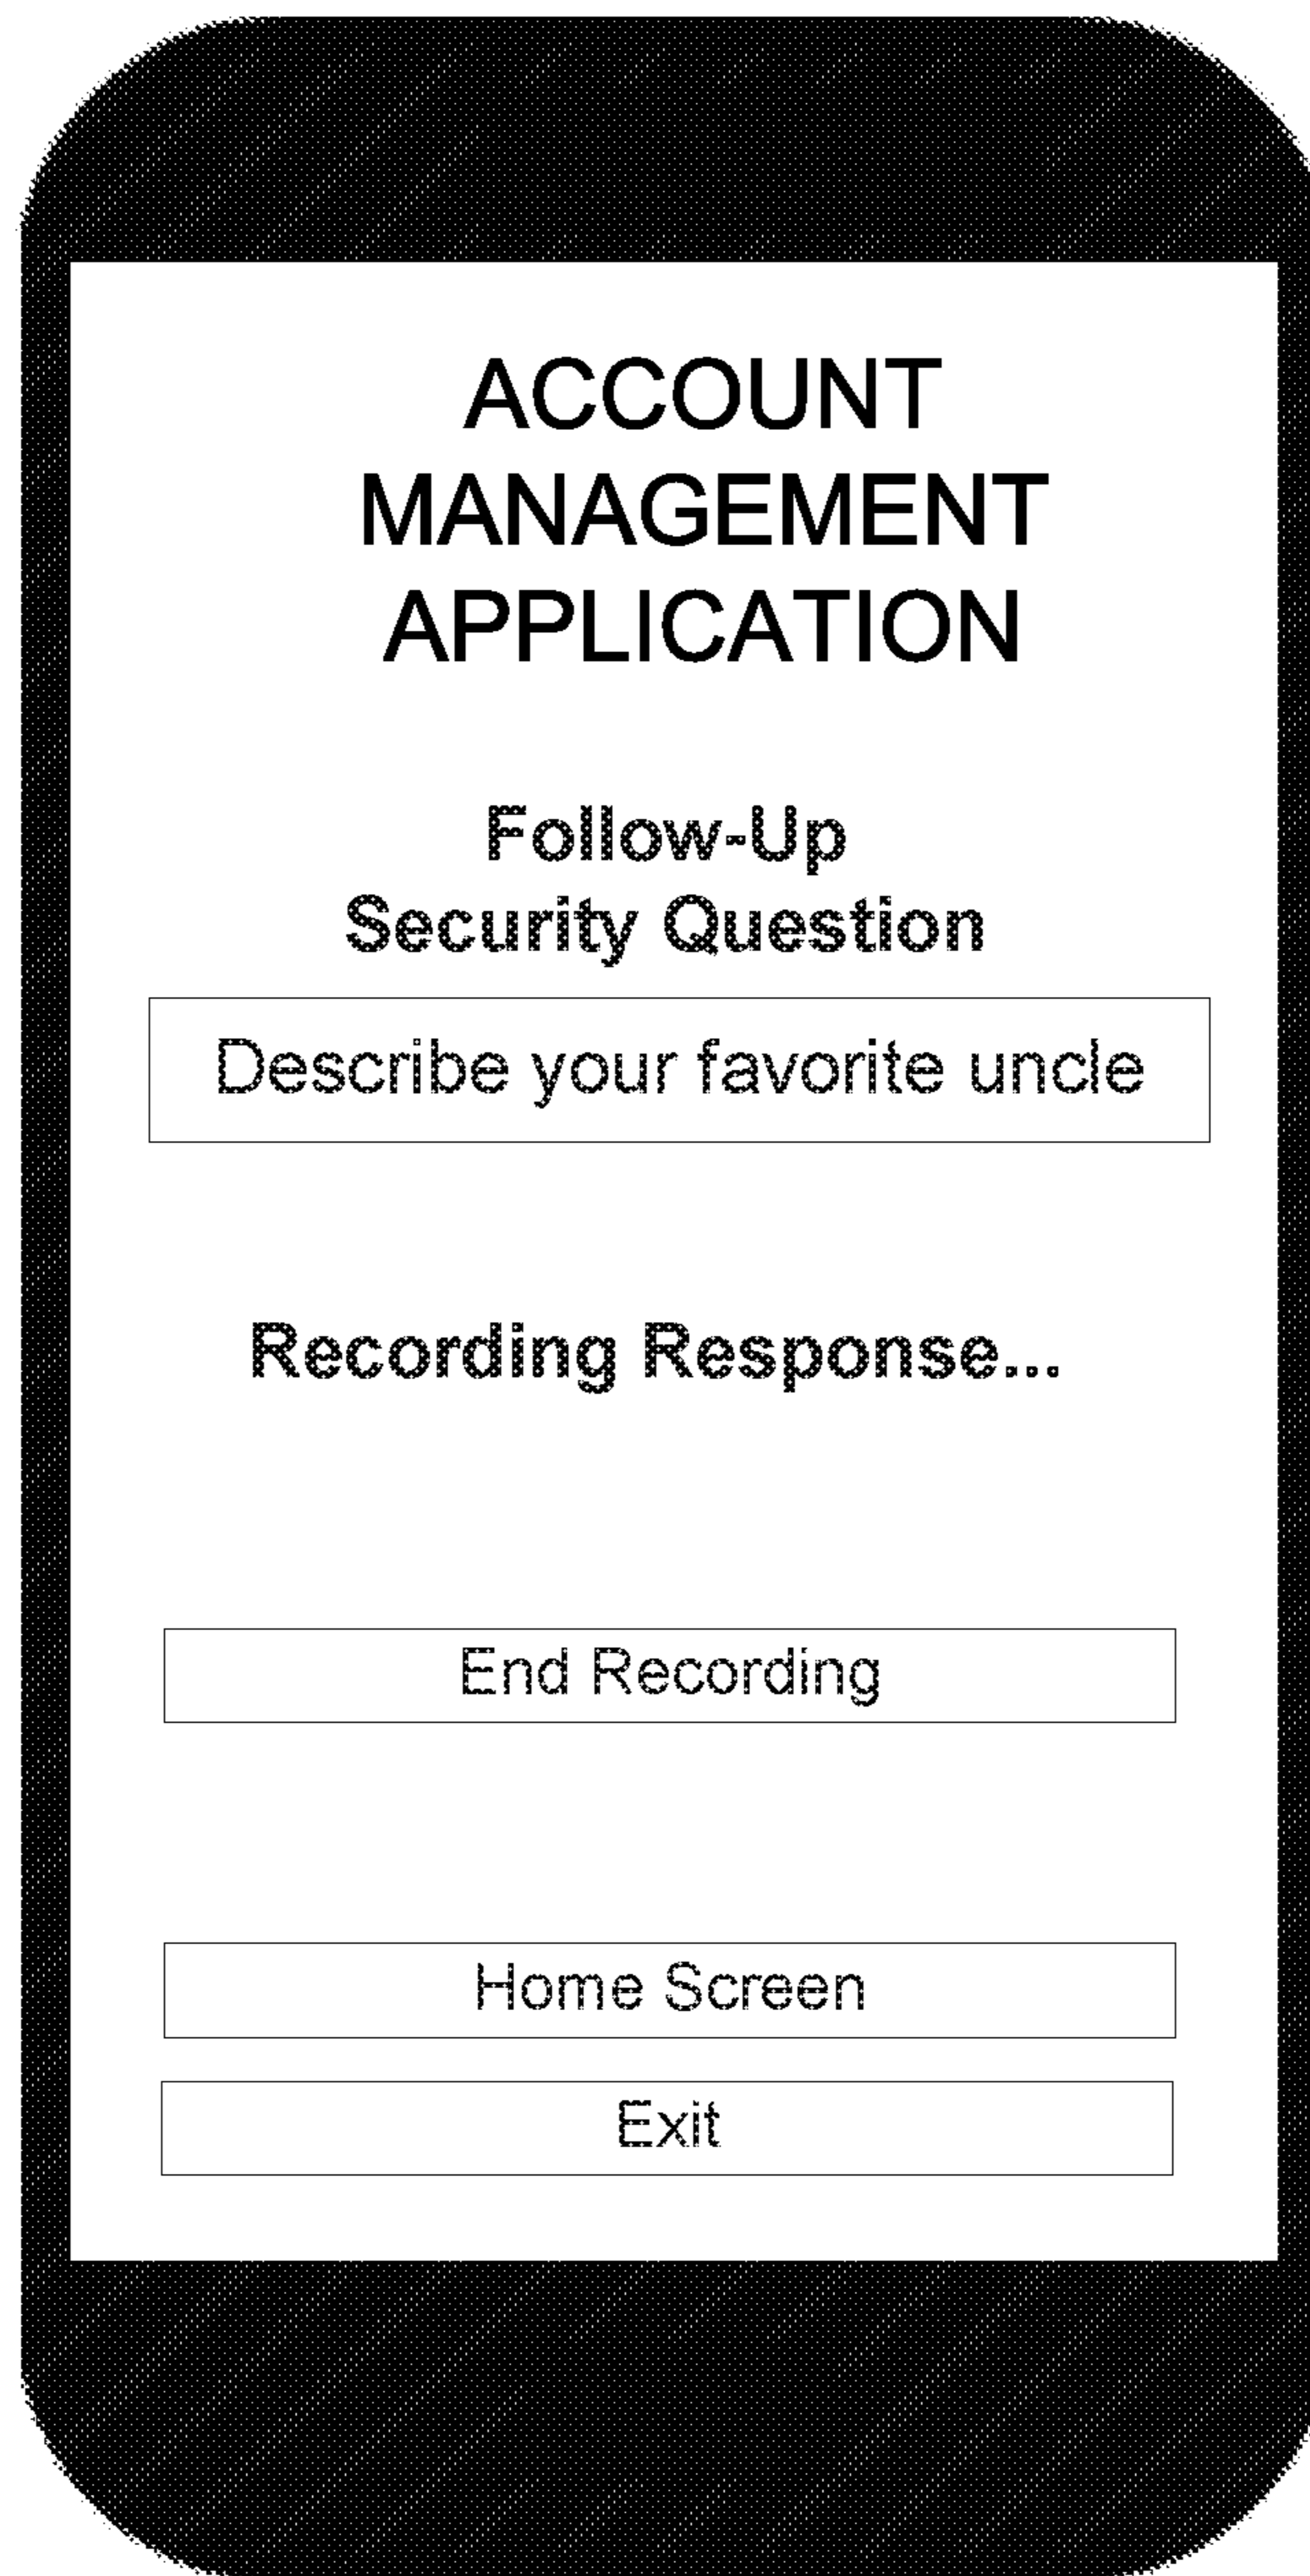 ACCOUNT
MANAGEMENT
APPLICATION
Follow-Up
Security Question
Describe your favorite uncle
Recording Response...
End Recording
Home Screen
Exit